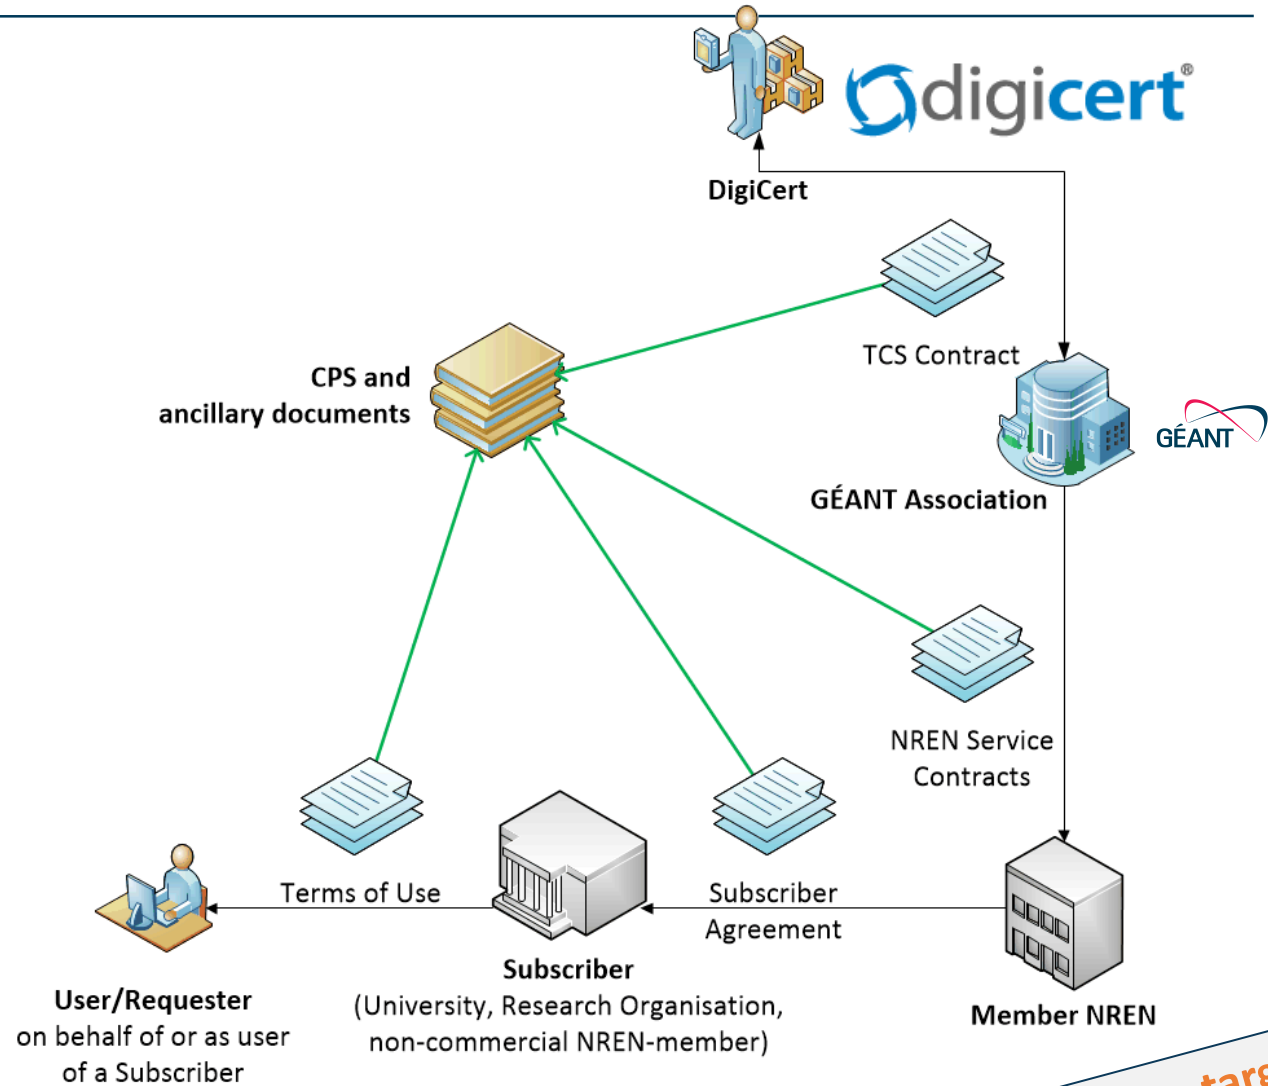 digicert®
DigiCert
TCS Contract
CPS and
ancillary documents
GÉANT
GÉANT Association
NREN Service
Contracts
Terms of Use
Subscriber
Agreement
Subscriber
(University, Research Organisation,
non-commercial NREN-member)
Member NREN
User/Requester
on behalf of or as user
of a Subscriber